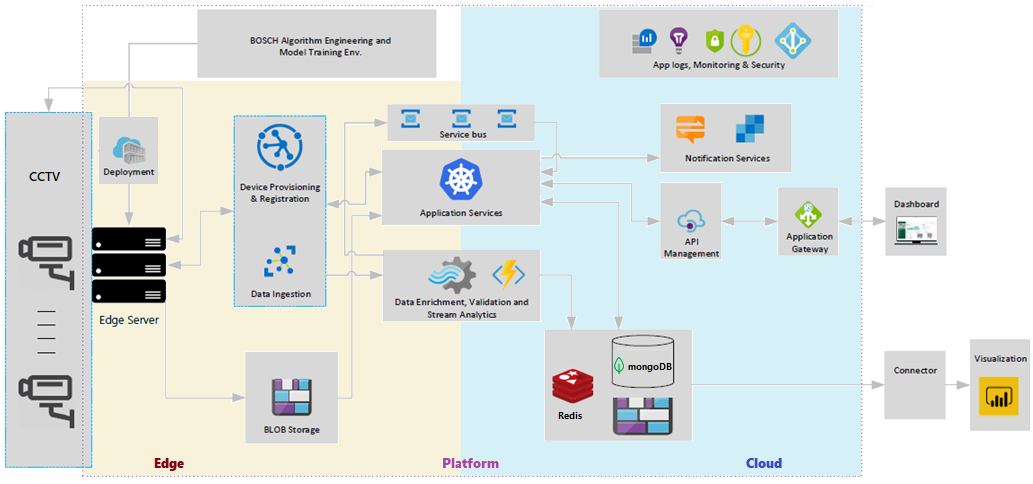 BOSCH Algorithm Engineering and
Model Training Env.
App logs, Monitoring & Security
CCTV
Deployment
Device Provisioning
& Registration
Data Ingestion
Service bus
Application Services
Notification Services
API
Management
Application
Gateway
Dashboard
Edge Server
Data Enrichment, Validation and
Stream Analytics
BLOB Storage
mongoDB
Redis
Connector
Visualization
Edge
Platform
Cloud